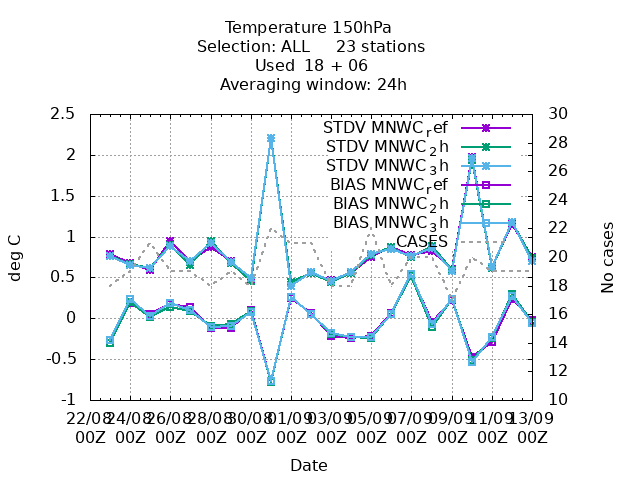 Temperature 150hPa
Selection: ALL     23 stations
Used  18 + 06
Averaging window: 24h
2.5
2
1.5
1
0.5
0
-0.5
-1
deg C
30
28
26
24
22
20
18
16
14
12
10
No cases
STDV MNWC_ref
STDV MNWC_2h
STDV MNWC_3h
BIAS MNWC_ref
BIAS MNWC_2h
BIAS MNWC_3h
CASES
22/08 24/08 26/08 28/08 30/08 01/09 03/09 05/09 07/09 09/09 11/09 13/09
00Z 00Z 00Z 00Z 00Z 00Z 00Z 00Z 00Z 00Z 00Z 00Z
Date